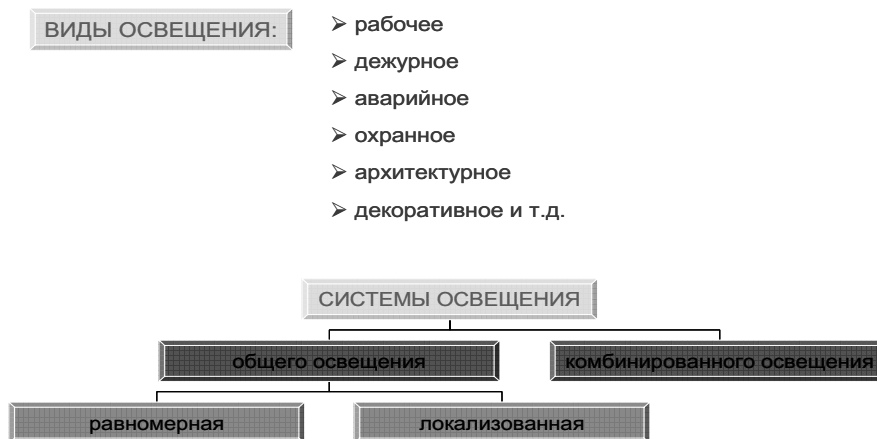 ВИДЫ ОСВЕЩЕНИЯ:
➢ рабочее
➢ дежурное
➢ аварийное
➢ охранное
➢ архитектурное
➢ декоративное и т.д.
СИСТЕМЫ ОСВЕЩЕНИЯ
общего освещения
комбинированного освещения
равномерная
локализованная